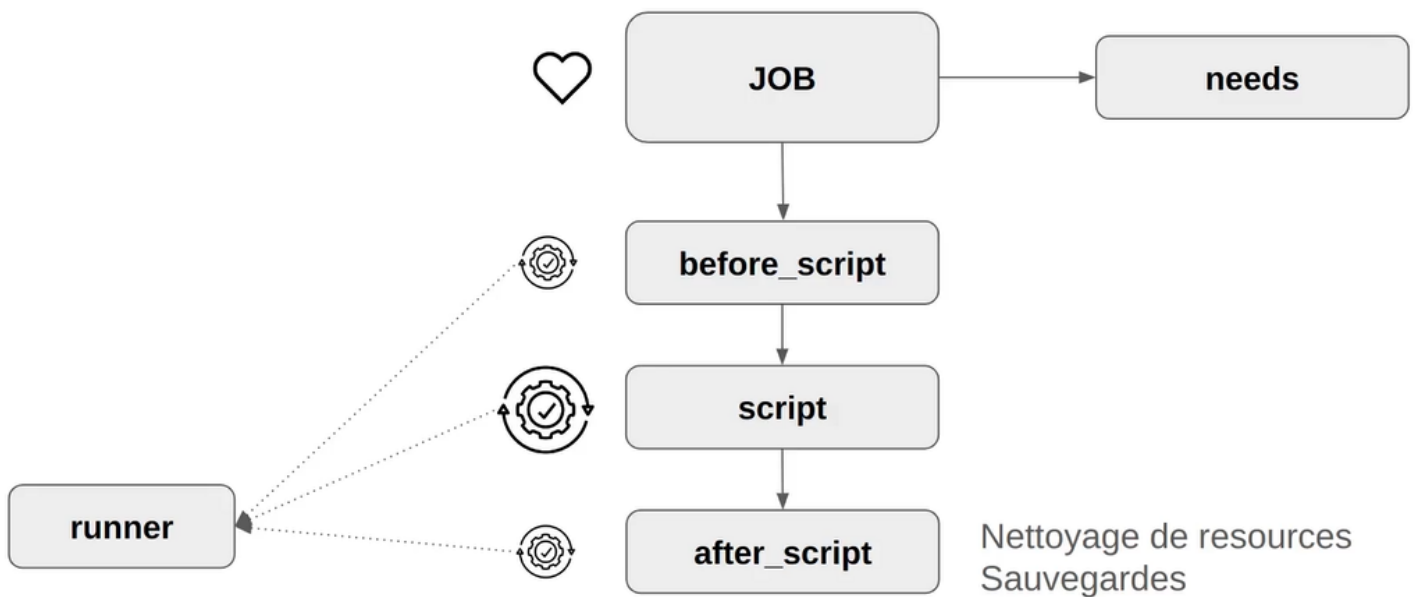 JOB
needs
before_script
script
runner
after_script
Nettoyage de resources
Sauvegardes